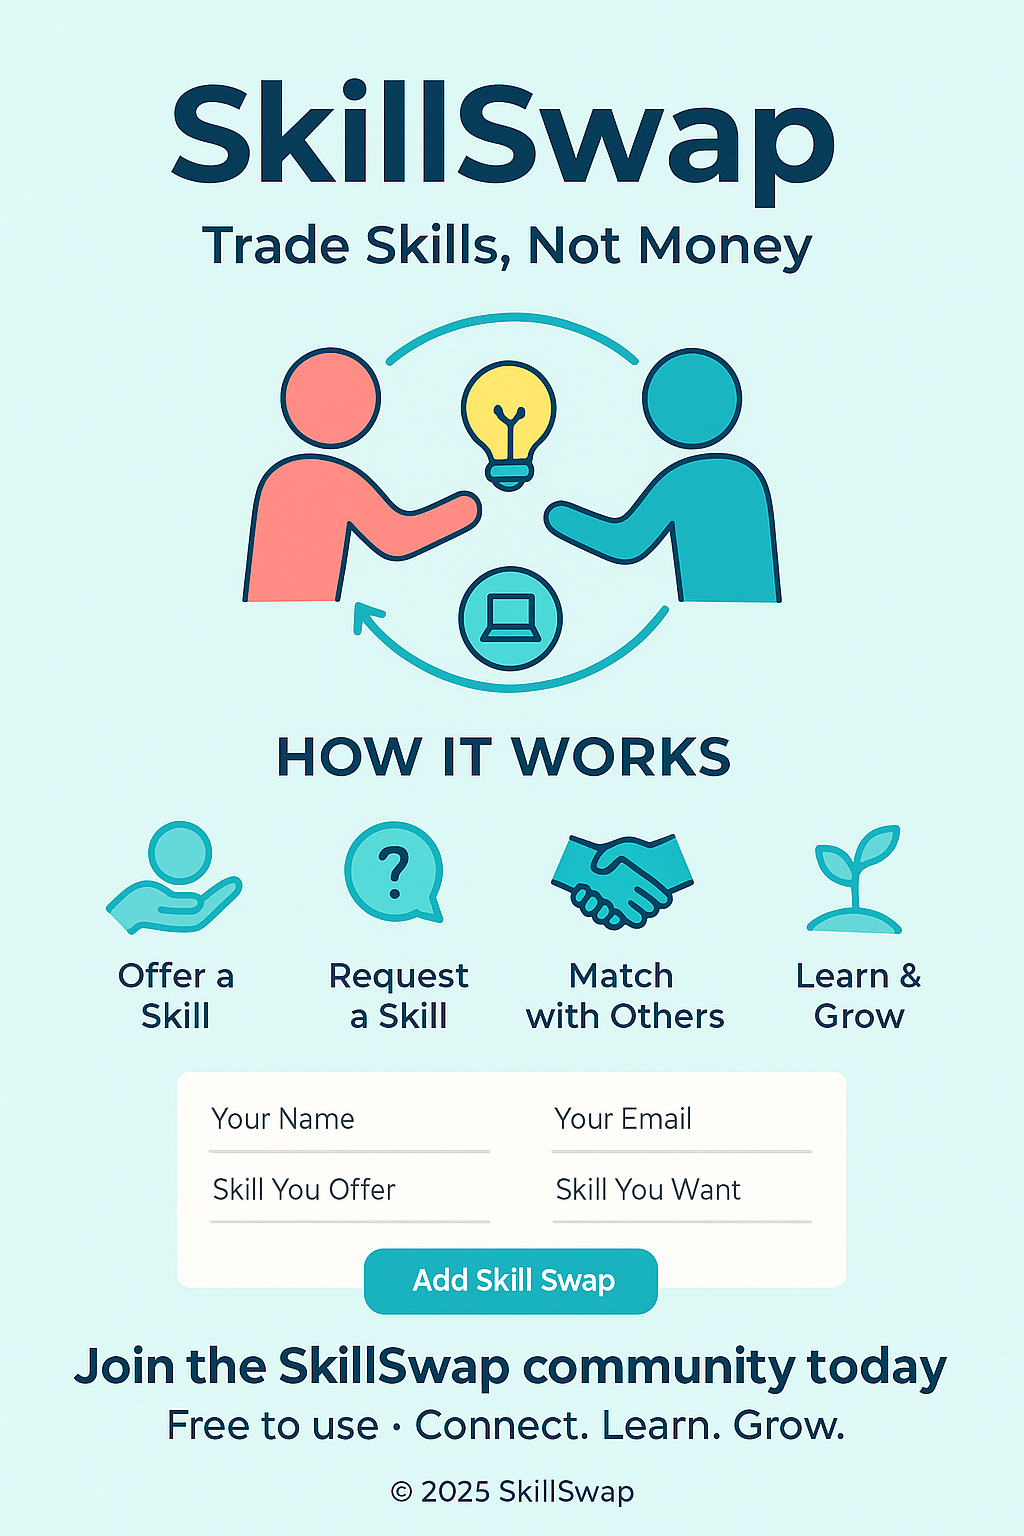 SkillSwap
Trade Skills, Not Money
HOW IT WORKS
Offer a
Skill
Request
a Skill
Match
with Others
Learn &
Grow
Your Name
Your Email
Skill You Offer
Skill You Want
Add Skill Swap
Join the SkillSwap community today
Free to use · Connect. Learn. Grow.
© 2025 SkillSwap